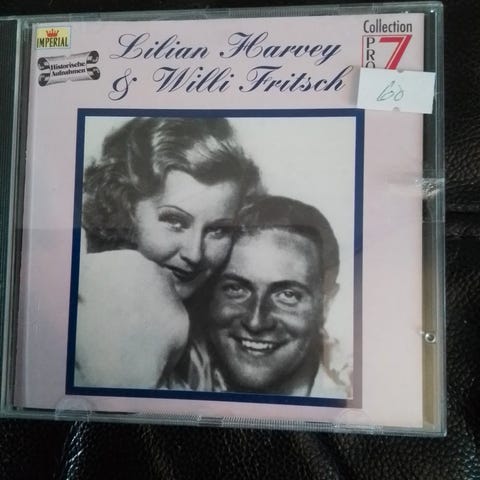 IMPERIAL
Historische
Aufnahmen
Lilian Harvey
& Willi Fritsch
Collection
PRO
7
60